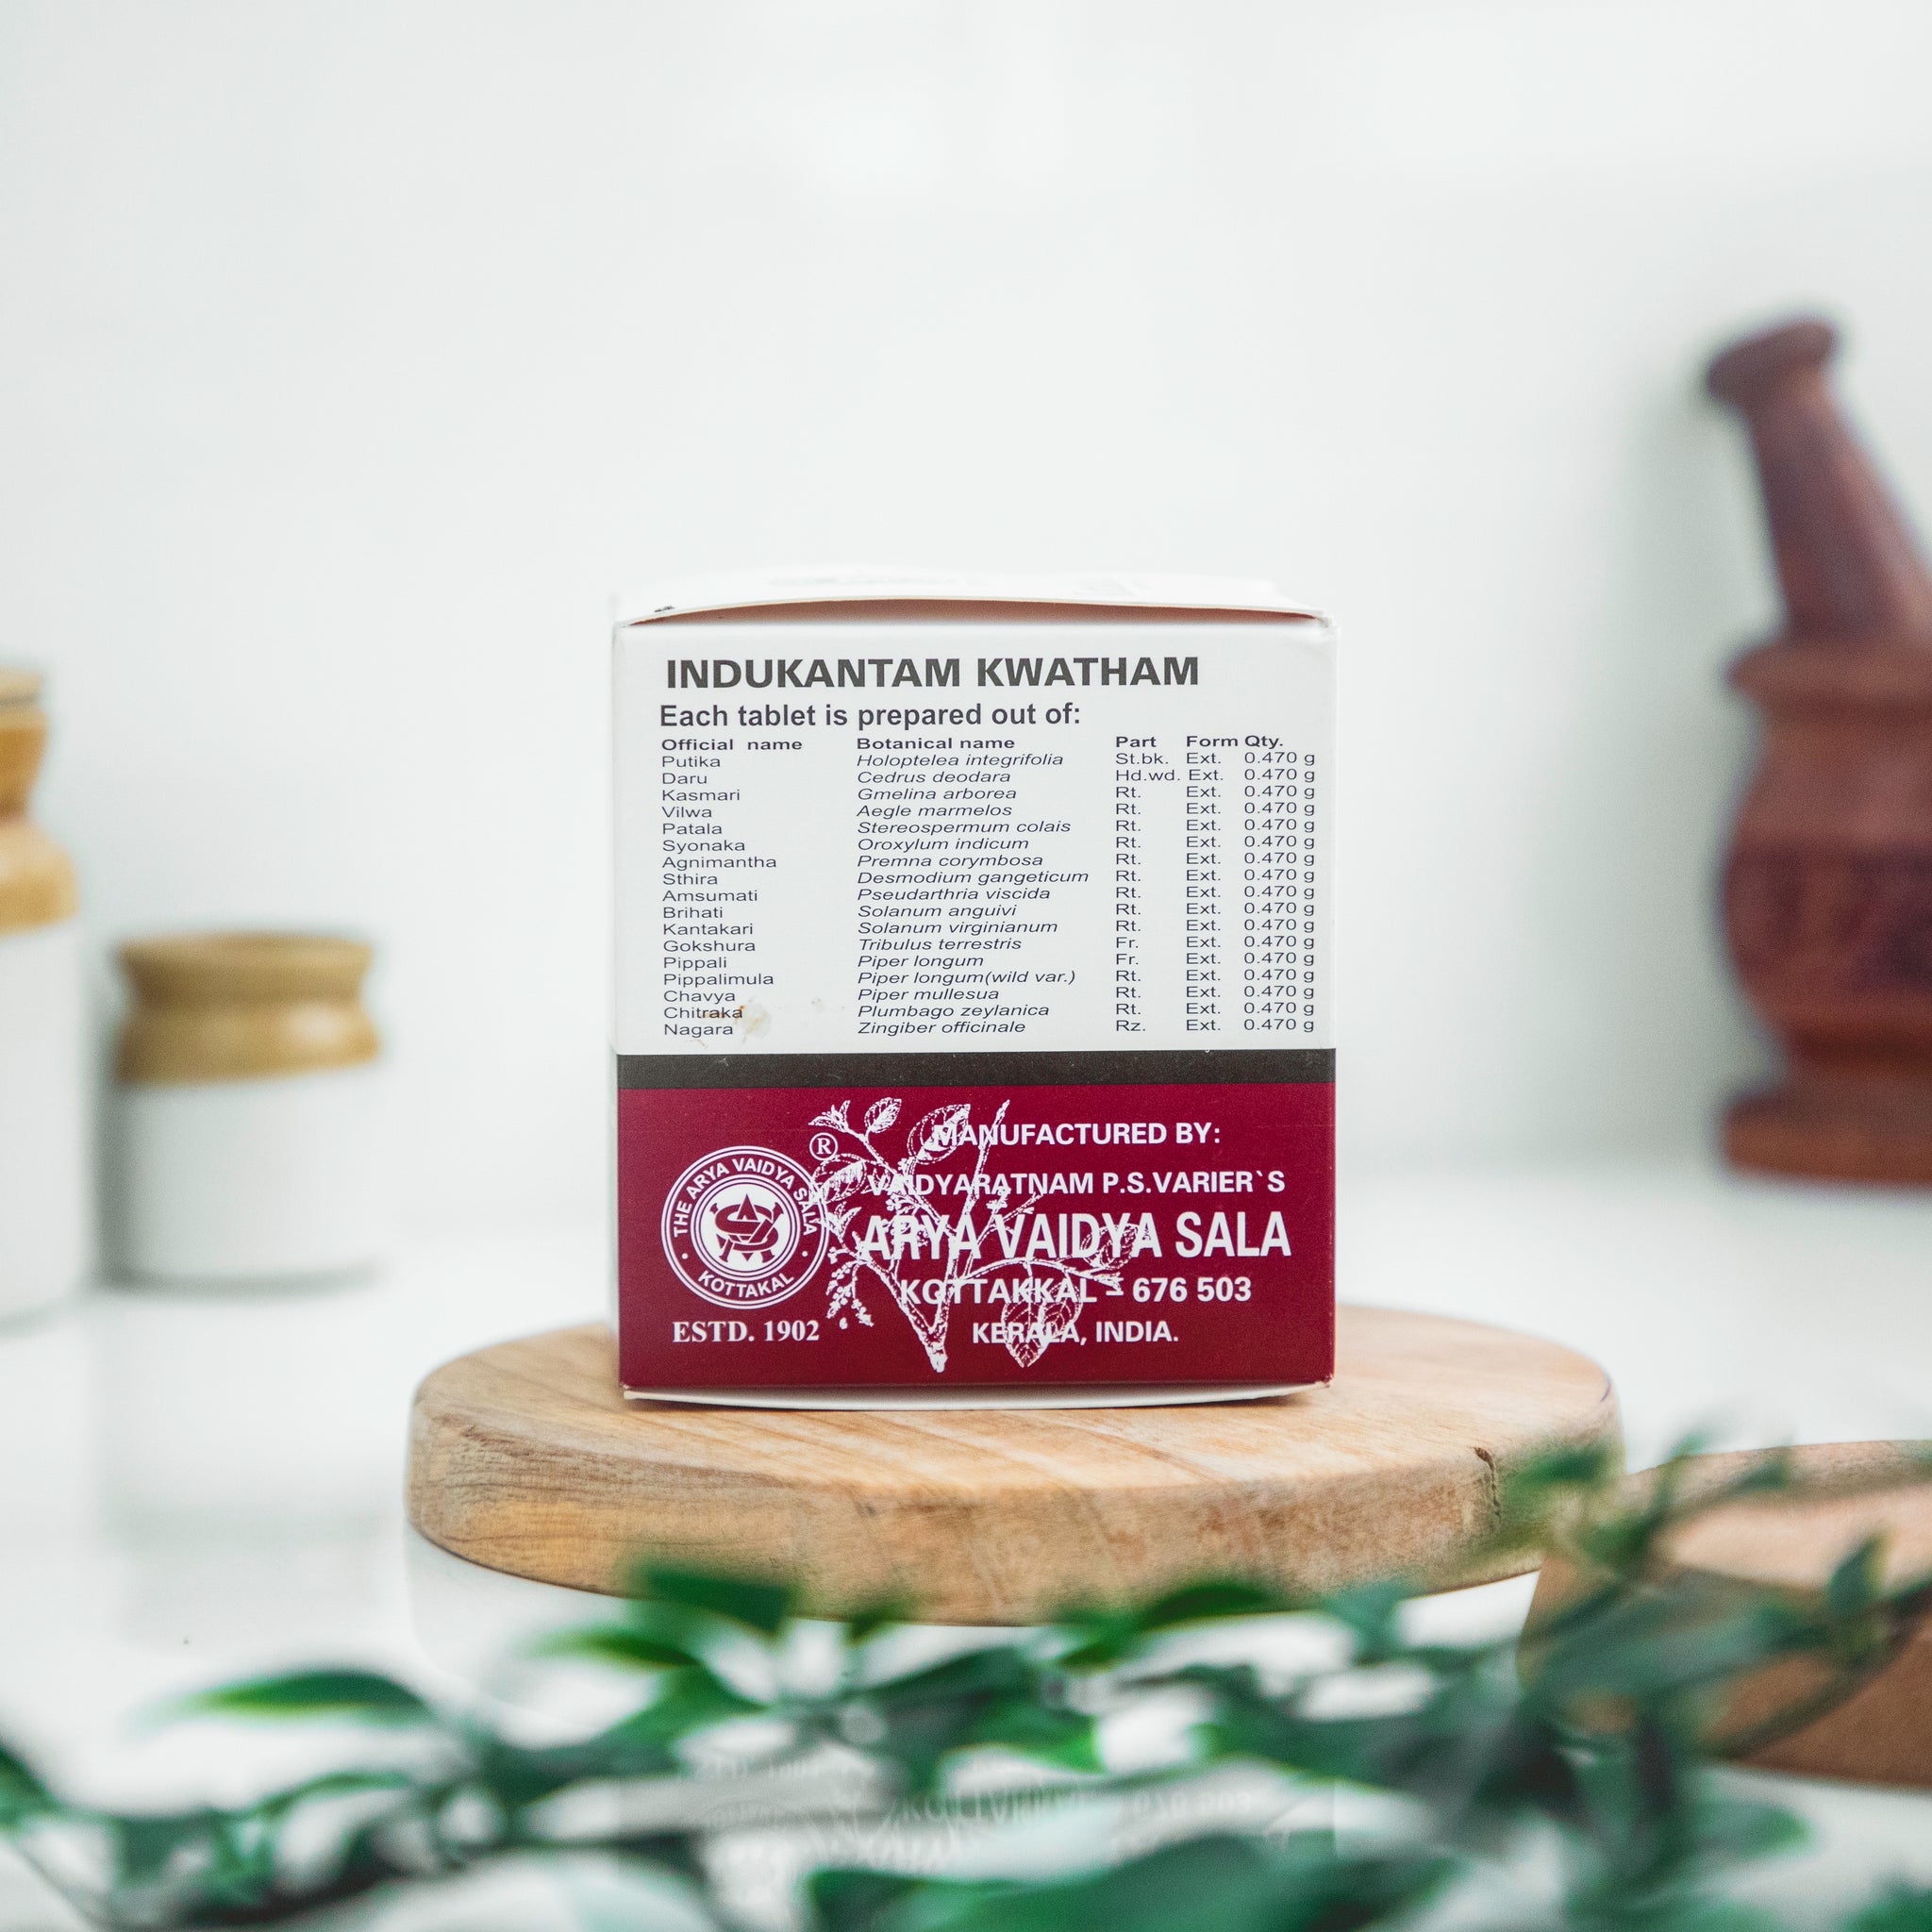 INDUKANTAM KWATHAM
Each tablet is prepared out of:
Official name Botanical name Part Form Qty.
Putika Holoptelea integrifolia St.bk. Ext. 0.470 g
Daru Cedrus deodara Hd.wd. Ext. 0.470 g
Kasmari Gmelina arborea Rt. Ext. 0.470 g
Vilwa Aegle marmelos Rt. Ext. 0.470 g
Patala Stereospermum colais Rt. Ext. 0.470 g
Syonaka Oroxylum indicum Rt. Ext. 0.470 g
Agnimantha Premna corymbosa Rt. Ext. 0.470 g
Sthira Desmodium gangeticum Rt. Ext. 0.470 g
Amsumati Pseudarthria viscida Rt. Ext. 0.470 g
Brihati Solanum anguivi Rt. Ext. 0.470 g
Kantakari Solanum virginianum Rt. Ext. 0.470 g
Gokshura Tribulus terrestris Fr. Ext. 0.470 g
Pippali Piper longum Fr. Ext. 0.470 g
Pippalimula Piper longum(wild var.) Rt. Ext. 0.470 g
Chavya Piper mullesua Rt. Ext. 0.470 g
Chitraka Plumbago zeylanica Rt. Ext. 0.470 g
Nagara Zingiber officinale Rz. Ext. 0.470 g
THE ARYA VAIDYA SALA
KOTTAKAL
®
ESTD. 1902
MANUFACTURED BY:
VAIDYARATNAM P.S.VARIER`S
ARYA VAIDYA SALA
KOTTAKKAL - 676 503
KERALA, INDIA.